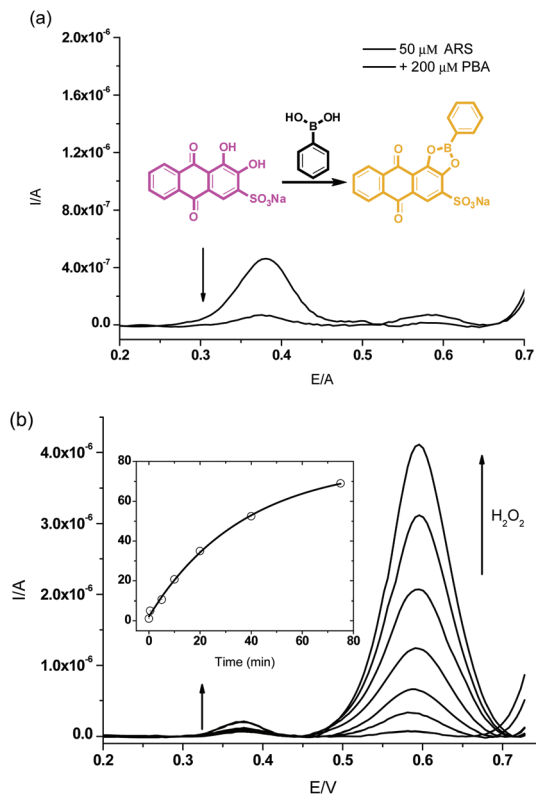 (a)
2.0x10⁻⁶
1.6x10⁻⁶
1.2x10⁻⁶
8.0x10⁻⁷
4.0x10⁻⁷
0.0
I/A
50 µM ARS
+ 200 µM PBA
HO OH
B
O OH
OH
SO₃Na
O
O O B
O
SO₃Na
O
0.2 0.3 0.4 0.5 0.6 0.7
E/A
(b)
4.0x10⁻⁶
3.0x10⁻⁶
2.0x10⁻⁶
1.0x10⁻⁶
0.0
I/A
80
60
40
20
0
0 20 40 60 80
Time (min)
H₂O₂
0.2 0.3 0.4 0.5 0.6 0.7
E/V